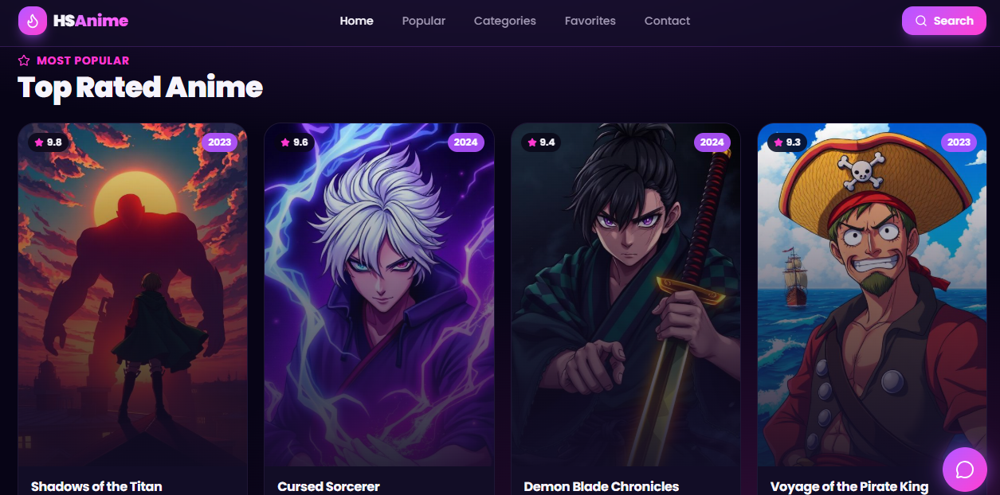 HSAnime
Home Popular Categories Favorites Contact
Search
MOST POPULAR
Top Rated Anime
9.8 2023
9.6 2024
9.4 2024
9.3 2023
Shadows of the Titan
Cursed Sorcerer
Demon Blade Chronicles
Voyage of the Pirate King